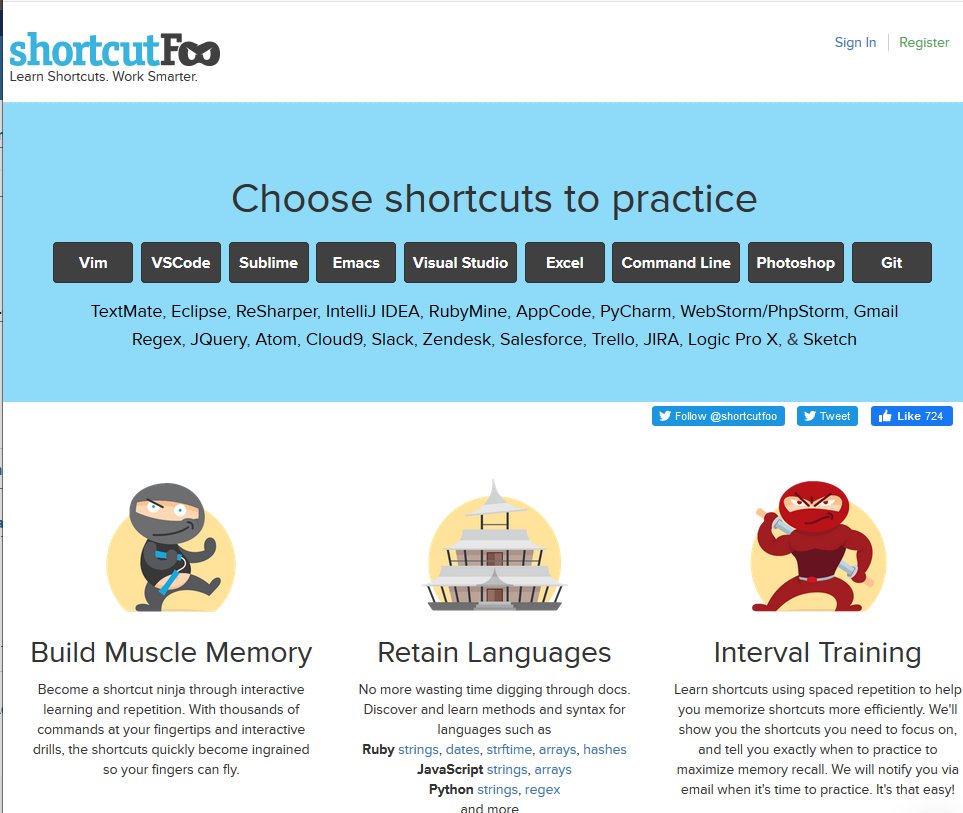 shortcutFoo
Learn Shortcuts. Work Smarter.
Sign In
Register
Choose shortcuts to practice
Vim
VSCode
Sublime
Emacs
Visual Studio
Excel
Command Line
Photoshop
Git
TextMate, Eclipse, ReSharper, IntelliJ IDEA, RubyMine, AppCode, PyCharm, WebStorm/PhpStorm, Gmail
Regex, JQuery, Atom, Cloud9, Slack, Zendesk, Salesforce, Trello, JIRA, Logic Pro X, & Sketch
Follow @shortcutfoo
Tweet
Like 724
Build Muscle Memory
Become a shortcut ninja through interactive
learning and repetition. With thousands of
commands at your fingertips and interactive
drills, the shortcuts quickly become ingrained
so your fingers can fly.
Retain Languages
No more wasting time digging through docs.
Discover and learn methods and syntax for
languages such as
Ruby strings, dates, strftime, arrays, hashes
JavaScript strings, arrays
Python strings, regex
and more
Interval Training
Learn shortcuts using spaced repetition to help
you memorize shortcuts more efficiently. We'll
show you the shortcuts you need to focus on,
and tell you exactly when to practice to
maximize memory recall. We will notify you via
email when it's time to practice. It's that easy!